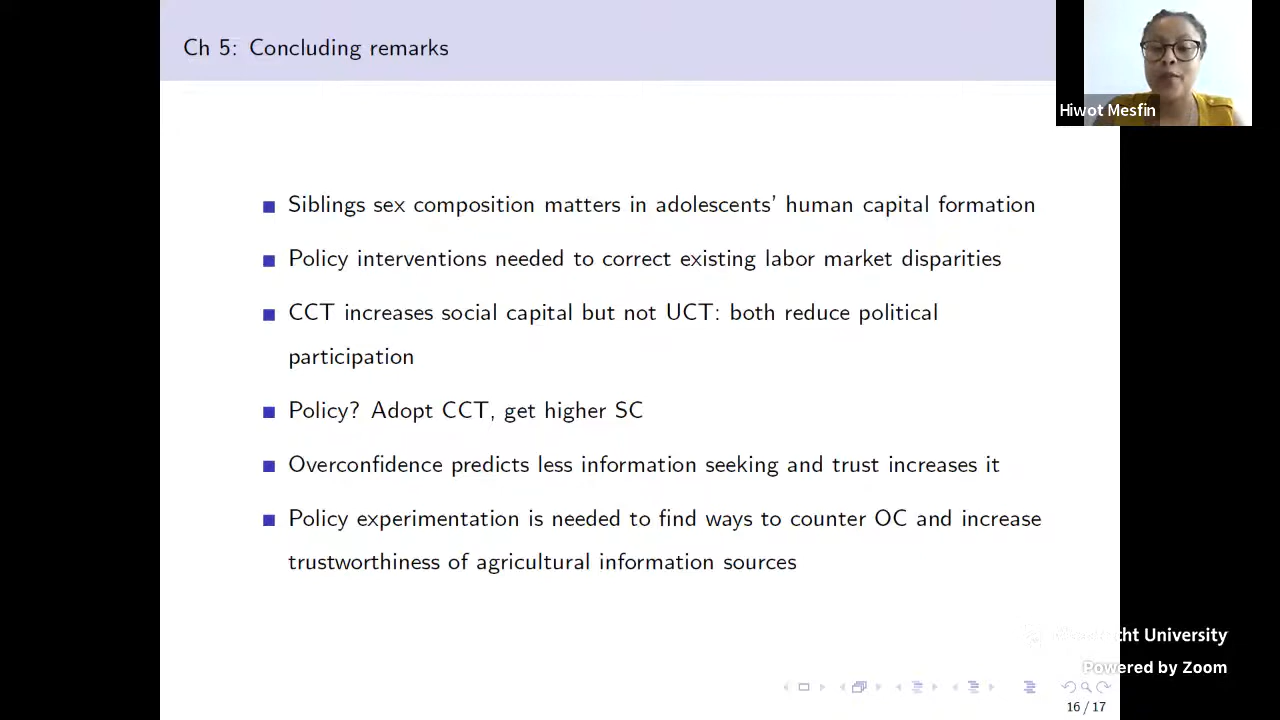 Ch 5: Concluding remarks
Hiwot Mesfin
Siblings sex composition matters in adolescents' human capital formation
Policy interventions needed to correct existing labor market disparities
CCT increases social capital but not UCT: both reduce political
participation
Policy? Adopt CCT, get higher SC
Overconfidence predicts less information seeking and trust increases it
Policy experimentation is needed to find ways to counter OC and increase
trustworthiness of agricultural information sources
University
Powered by Zoom
16 / 17